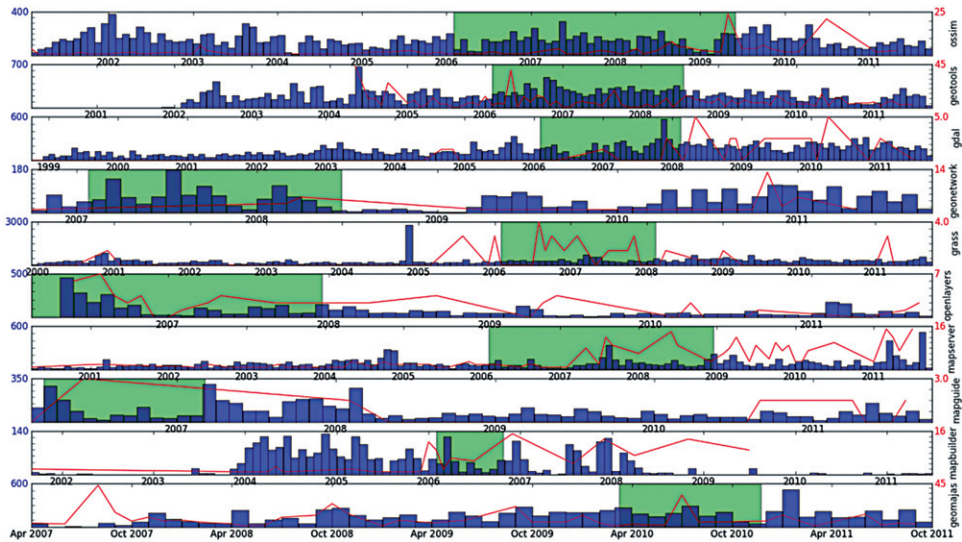 400 25 ossim
2002 2003 2004 2005 2006 2007 2008 2009 2010 2011
700 45 geotools
2001 2002 2003 2004 2005 2006 2007 2008 2009 2010 2011
600 5.0 gdal
1999 2000 2001 2002 2003 2004 2005 2006 2007 2008 2009 2010 2011
180 14 geonetwork
2007 2008 2009 2010 2011
3000 4.0 grass
2000 2001 2002 2003 2004 2005 2006 2007 2008 2009 2010 2011
500 7 openlayers
2007 2008 2009 2010 2011
600 16 mapserver
2001 2002 2003 2004 2005 2006 2007 2008 2009 2010 2011
350 3.0 mapguide
2007 2008 2009 2010 2011
140 16 mapbuilder
2002 2003 2004 2005 2006 2007 2008 2009 2010 2011
600 45 geomajas
Apr 2007 Oct 2007 Apr 2008 Oct 2008 Apr 2009 Oct 2009 Apr 2010 Oct 2010 Apr 2011 Oct 2011